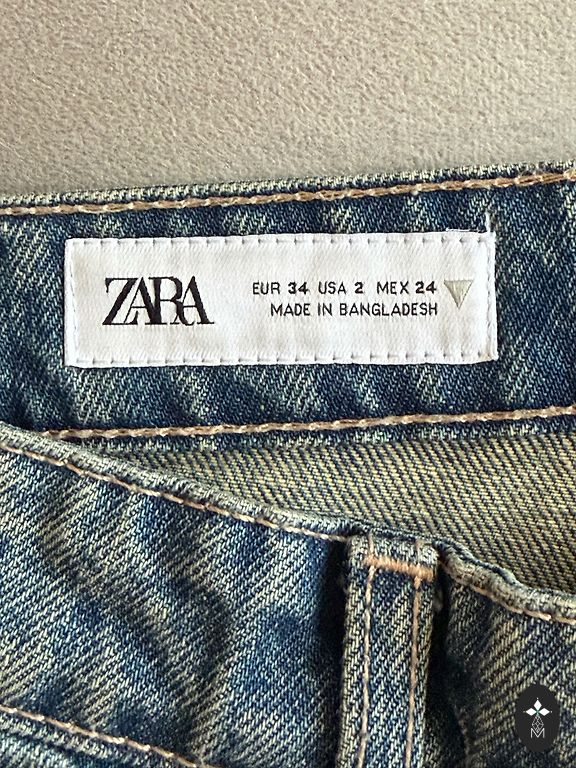 ZARA
EUR 34 USA 2 MEX 24
MADE IN BANGLADESH
M